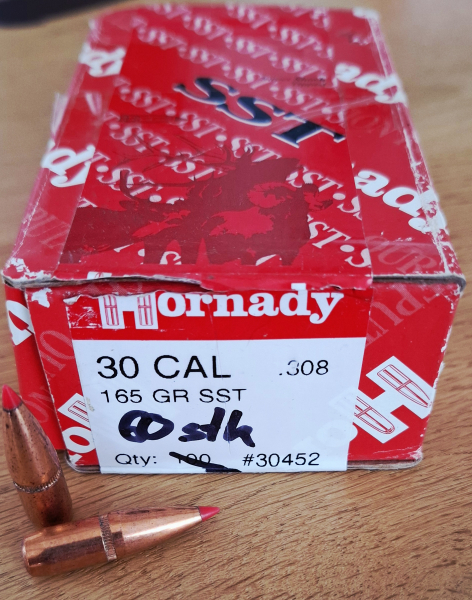 SST
Hornady
30 CAL .308
165 GR SST
60 stk
Qty: 100 #30452